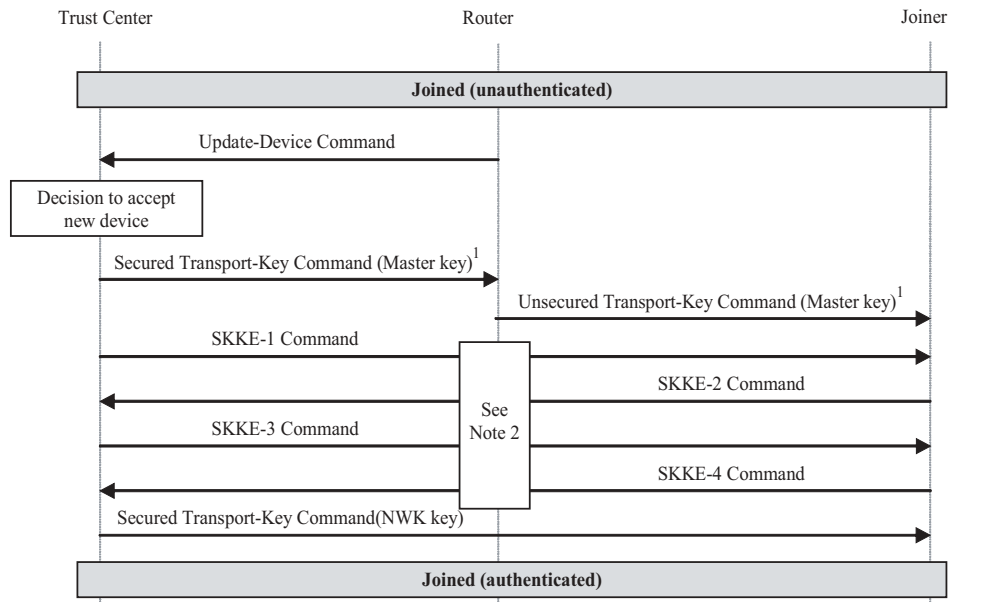 Trust Center
Router
Joiner
Joined (unauthenticated)
Update-Device Command
Decision to accept
new device
Secured Transport-Key Command (Master key)1
Unsecured Transport-Key Command (Master key)1
SKKE-1 Command
SKKE-2 Command
See
Note 2
SKKE-3 Command
SKKE-4 Command
Secured Transport-Key Command(NWK key)
Joined (authenticated)